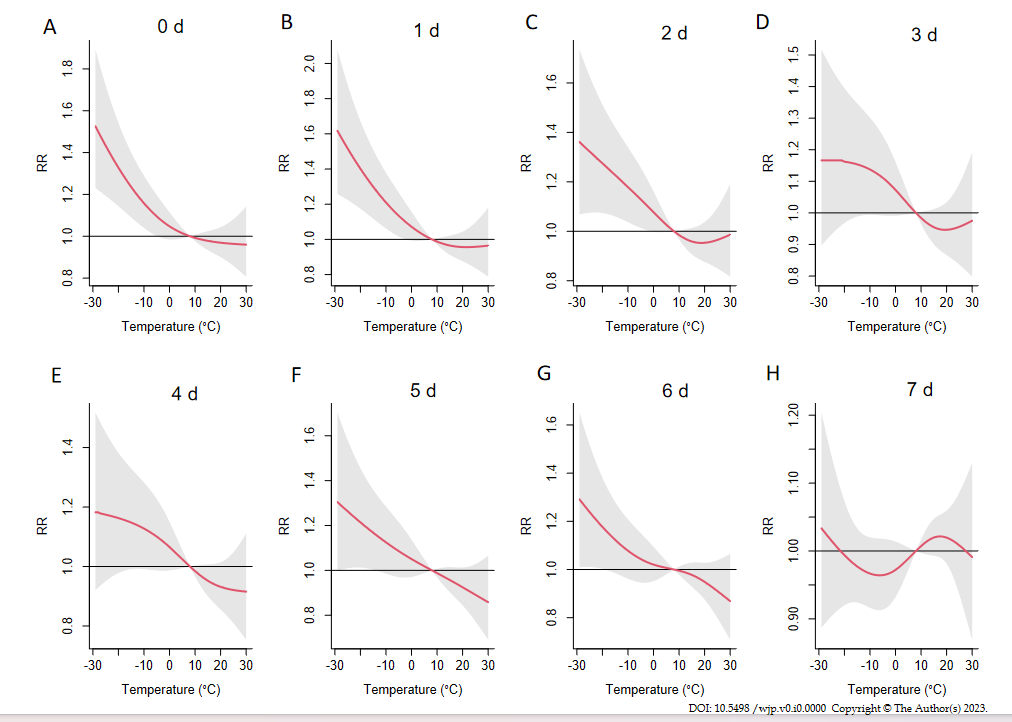 A 0 d
B 1 d
C 2 d
D 3 d
RR 0.8 1.0 1.2 1.4 1.6 1.8
-30 -10 0 10 20 30
Temperature (°C)
RR 0.8 1.0 1.2 1.4 1.6 1.8 2.0
-30 -10 0 10 20 30
Temperature (°C)
RR 0.8 1.0 1.2 1.4 1.6
-30 -10 0 10 20 30
Temperature (°C)
RR 0.8 0.9 1.0 1.1 1.2 1.3 1.4 1.5
-30 -10 0 10 20 30
Temperature (°C)
E 4 d
F 5 d
G 6 d
H 7 d
RR 0.8 1.0 1.2 1.4
-30 -10 0 10 20 30
Temperature (°C)
RR 0.8 1.0 1.2 1.4 1.6
-30 -10 0 10 20 30
Temperature (°C)
RR 0.8 1.0 1.2 1.4 1.6
-30 -10 0 10 20 30
Temperature (°C)
RR 0.90 1.00 1.10 1.20
-30 -10 0 10 20 30
Temperature (°C)
DOI: 10.5498 /wjp.v0.i0.0000 Copyright © The Author(s) 2023.